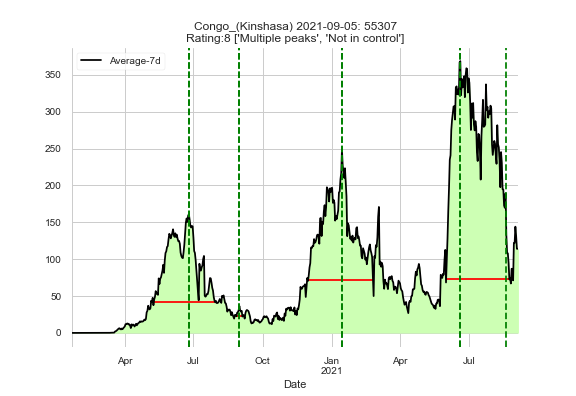 Congo_(Kinshasa) 2021-09-05: 55307
Rating:8 ['Multiple peaks', 'Not in control']
Average-7d
350
300
250
200
150
100
50
0
Apr Jul Oct Jan Apr Jul
2021
Date